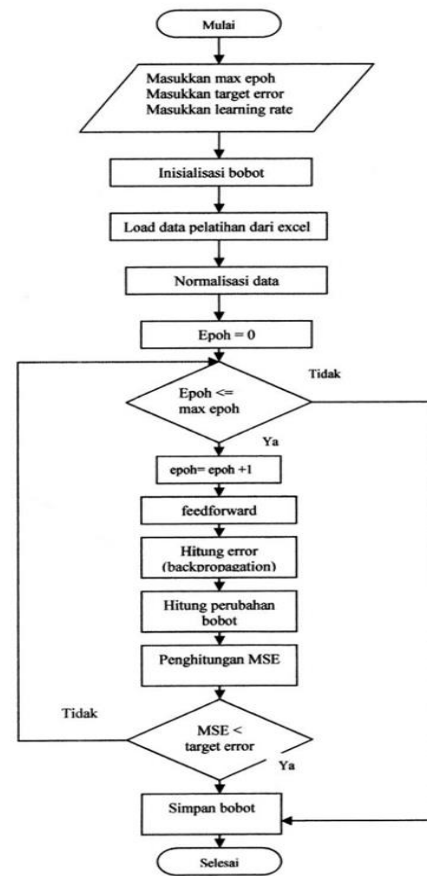 Mulai
Masukkan max epoh
Masukkan target error
Masukkan learning rate
Inisialisasi bobot
Load data pelatihan dari excel
Normalisasi data
Epoh = 0
Tidak
Epoh <=
max epoh
Ya
epoh= epoh +1
feedforward
Hitung error
(backpropagation)
Hitung perubahan
bobot
Penghitungan MSE
Tidak
MSE <
target error
Ya
Simpan bobot
Selesai